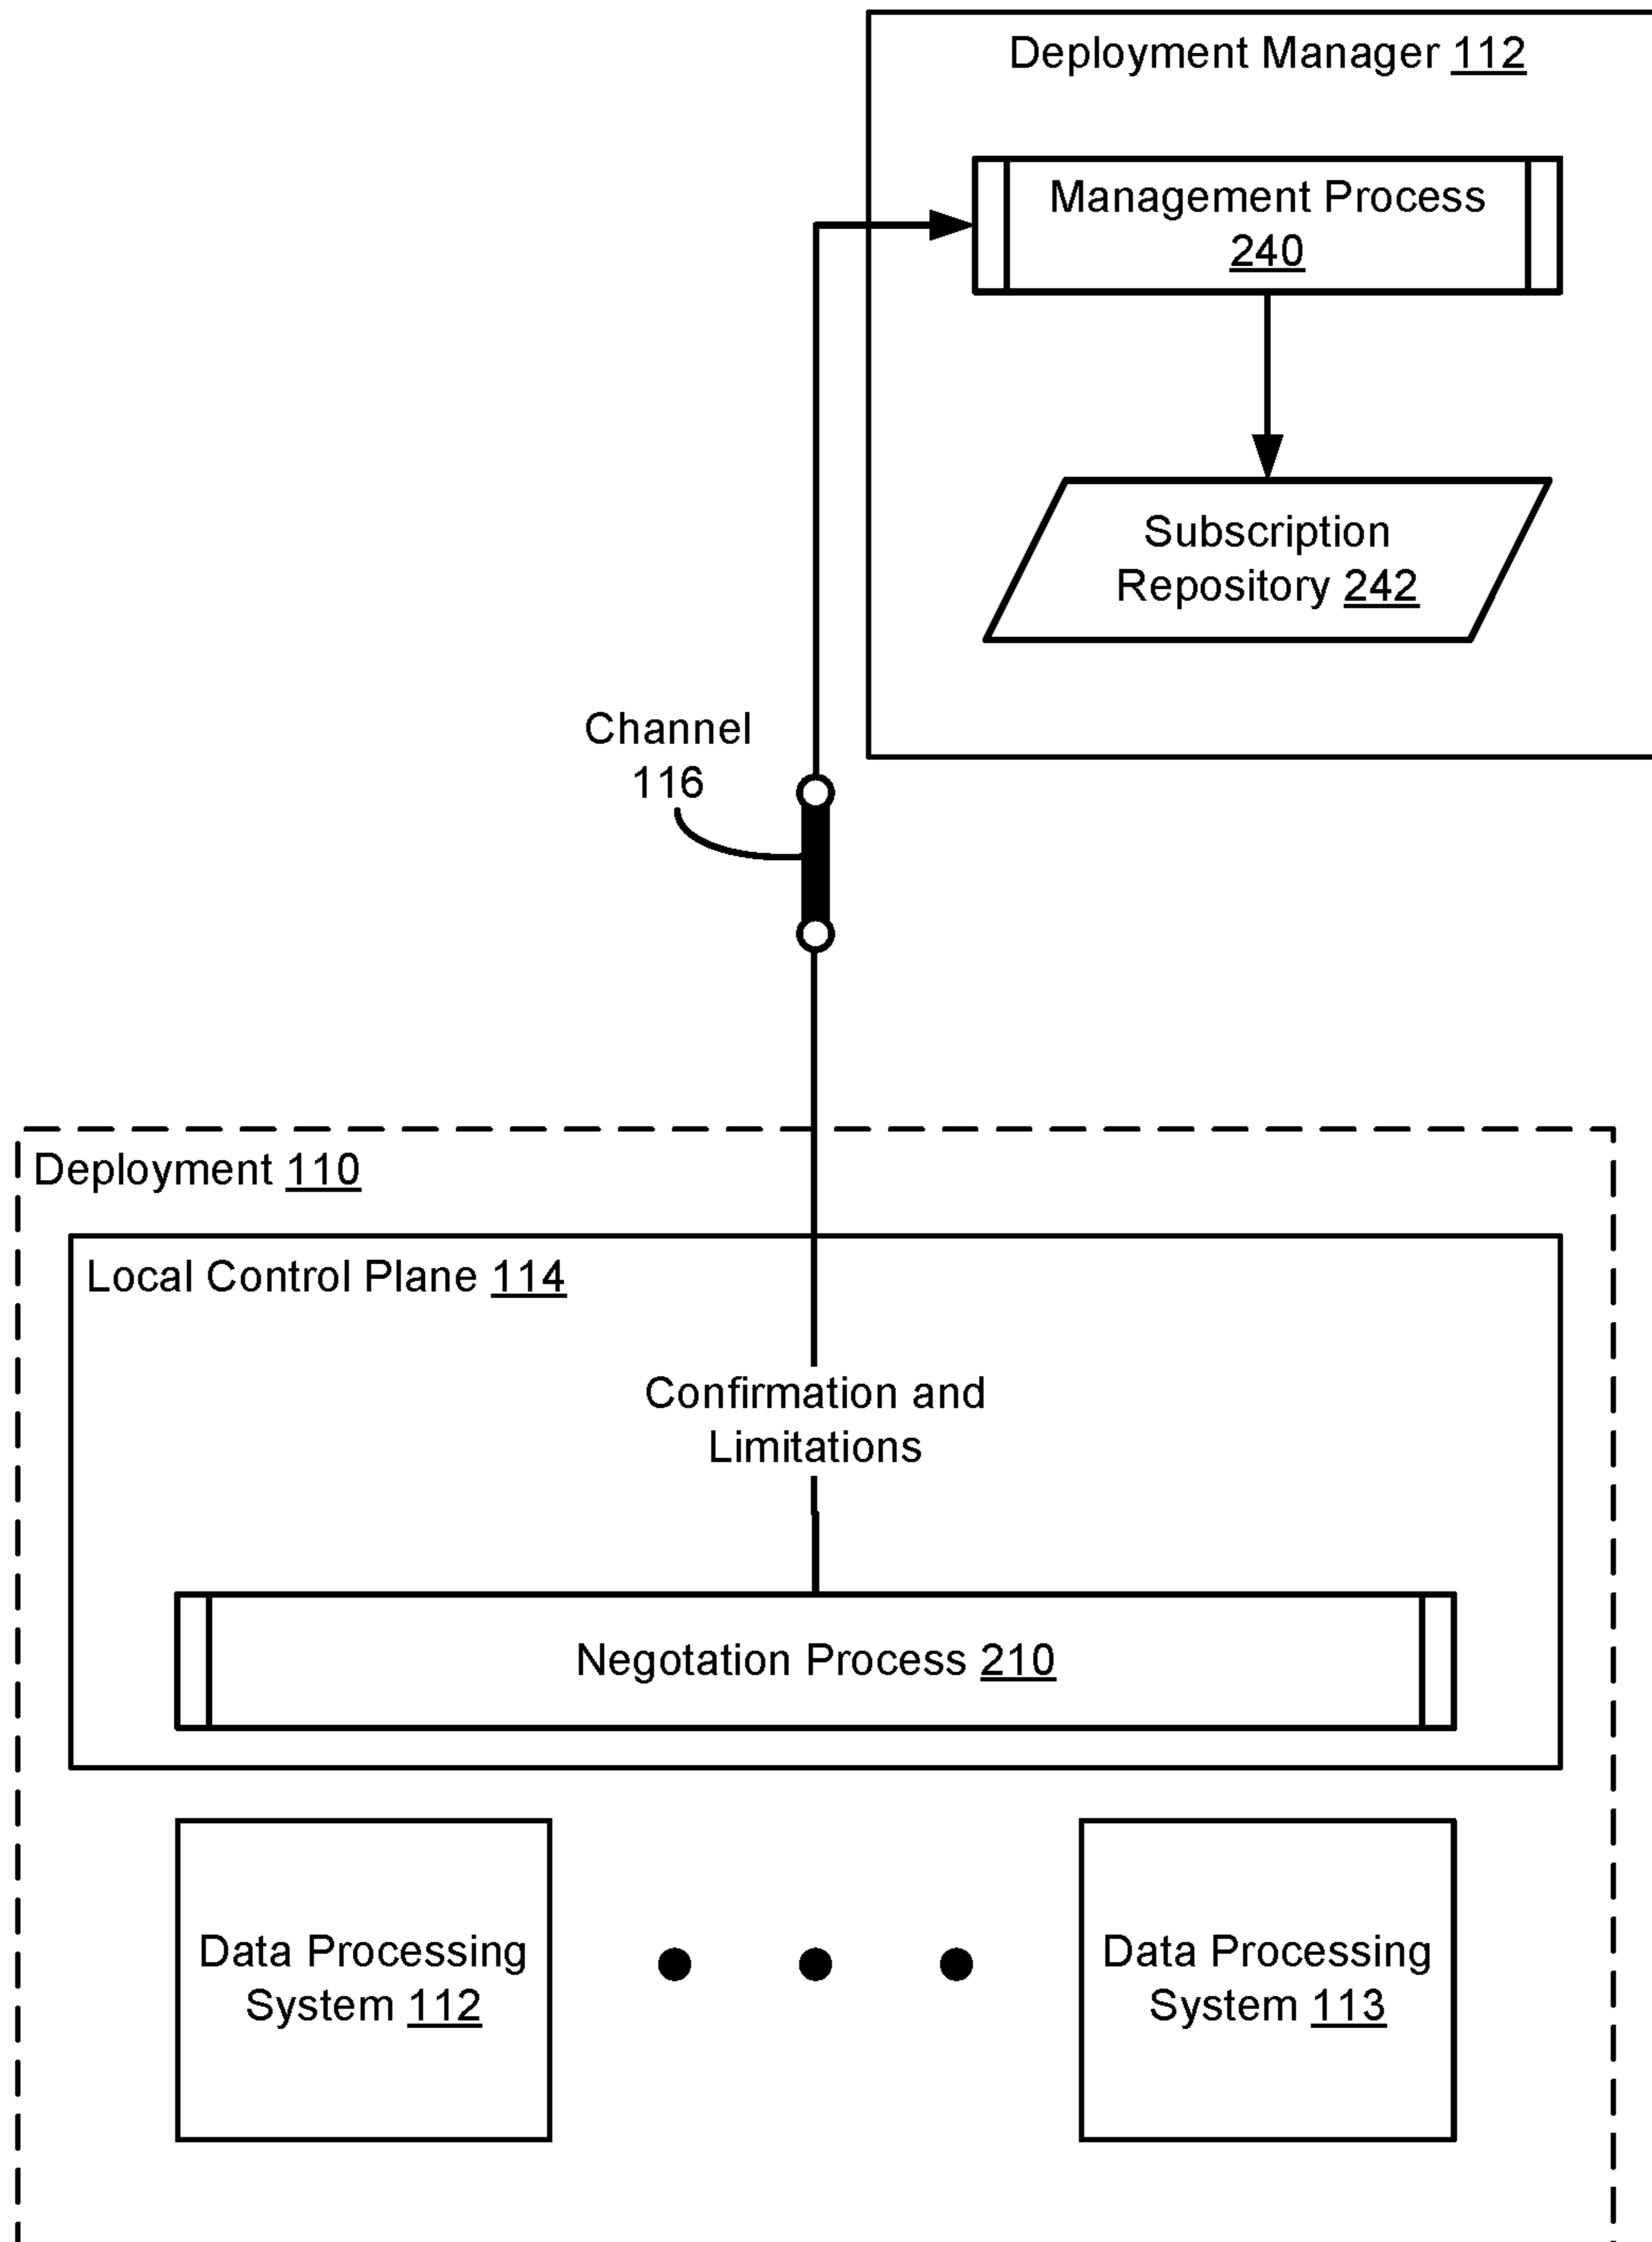 Deployment Manager 112
Management Process
240
Subscription
Repository 242
Channel
116
Deployment 110
Local Control Plane 114
Confirmation and
Limitations
Negotation Process 210
Data Processing
System 112
Data Processing
System 113